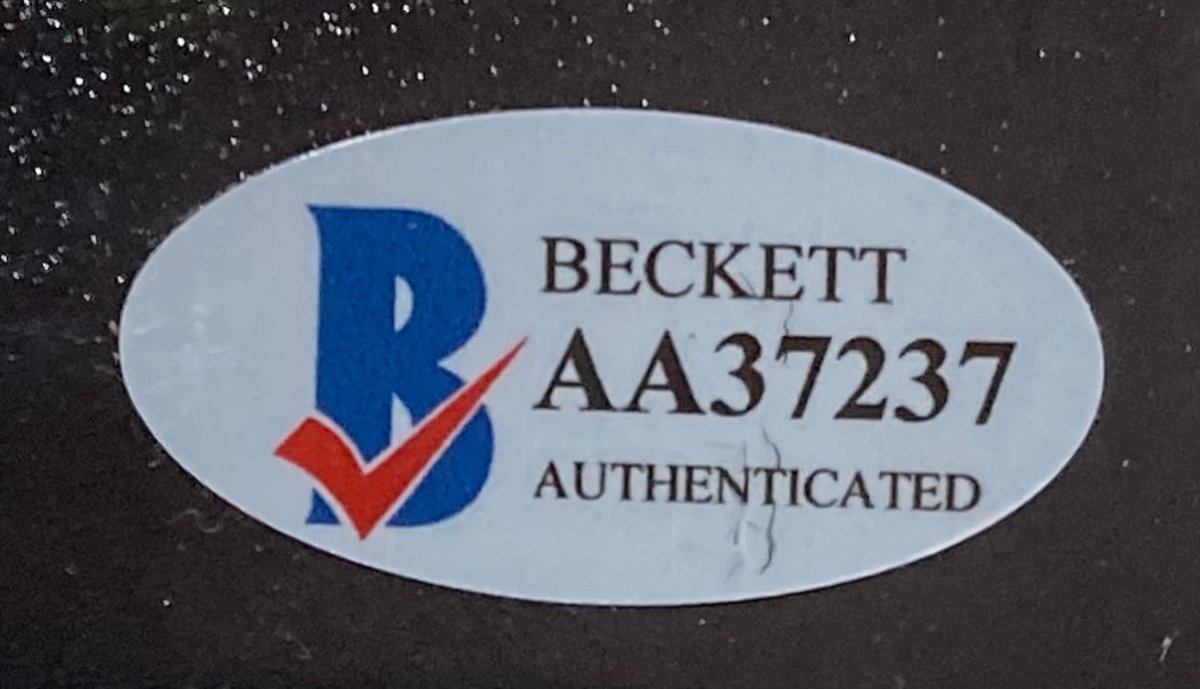 B
BECKETT
AA37237
AUTHENTICATED